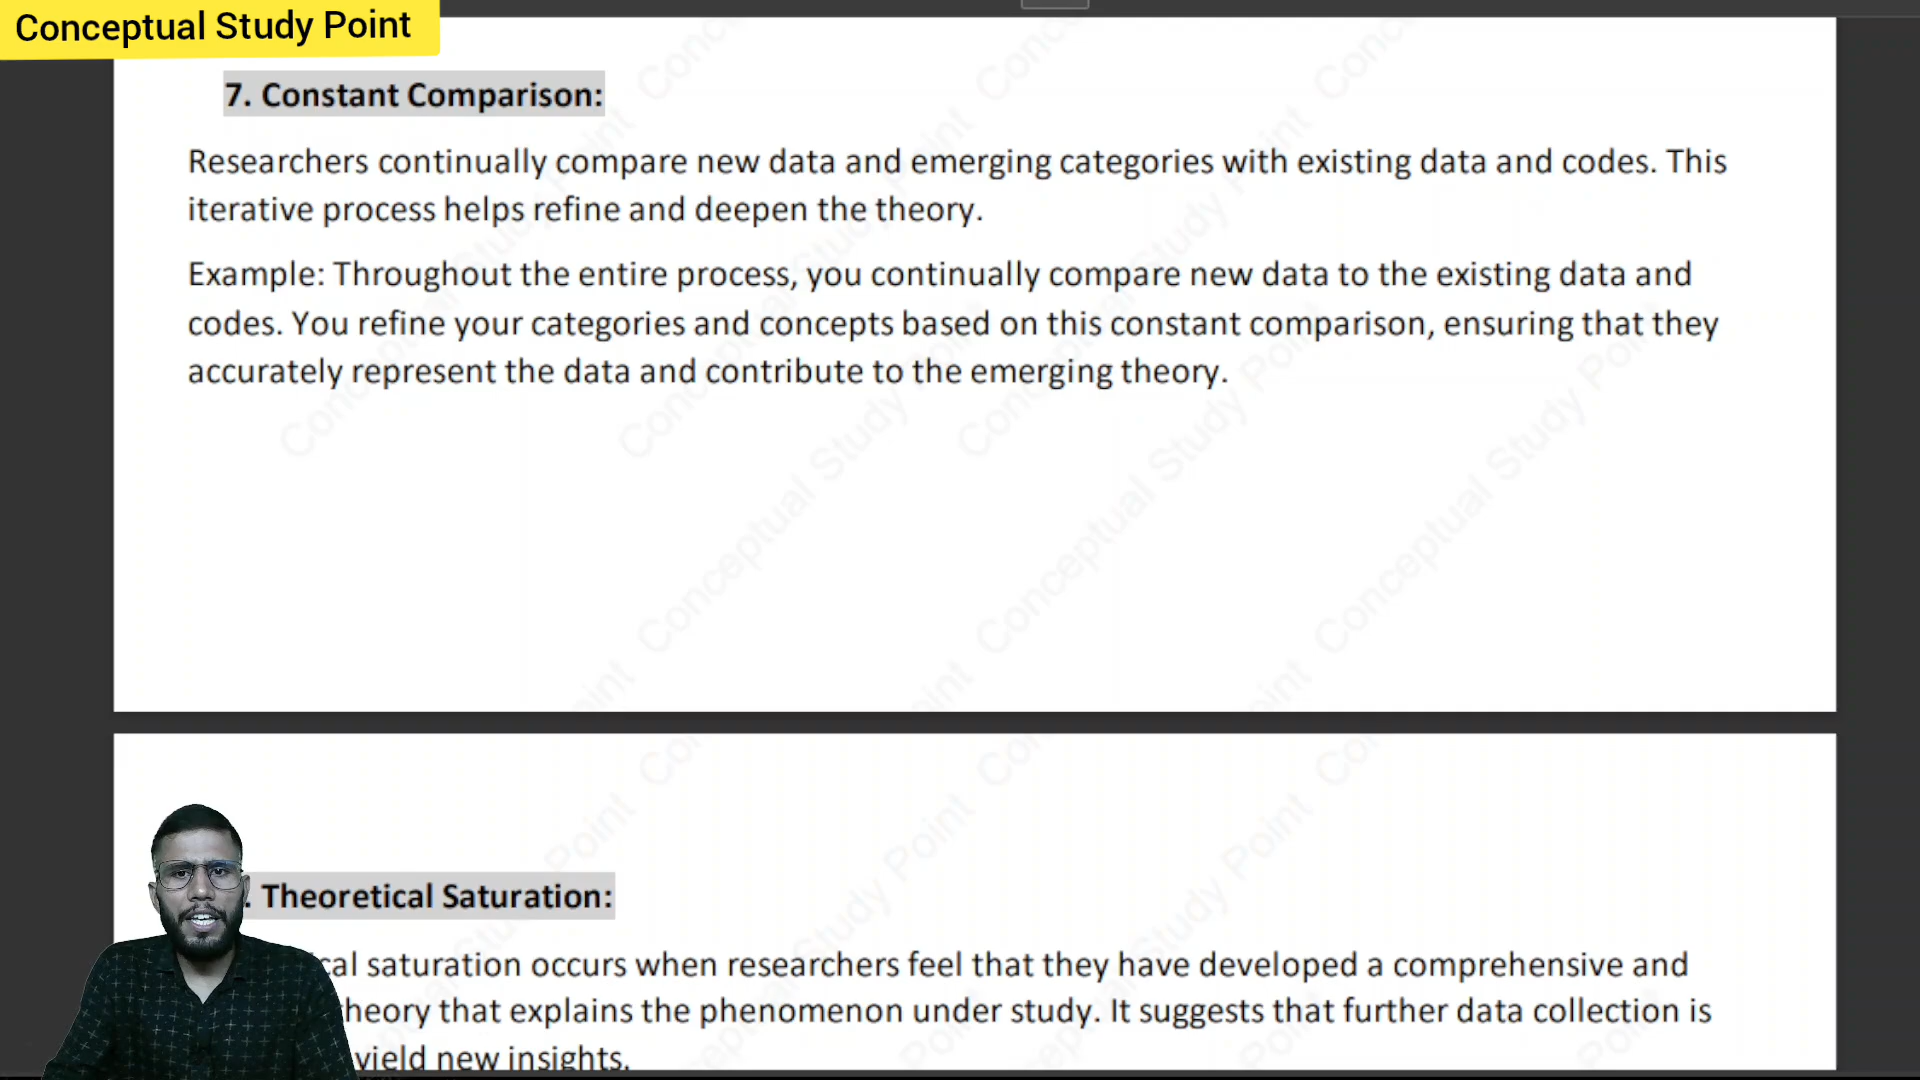 Conceptual Study Point
7. Constant Comparison:
Researchers continually compare new data and emerging categories with existing data and codes. This
iterative process helps refine and deepen the theory.
Example: Throughout the entire process, you continually compare new data to the existing data and
codes. You refine your categories and concepts based on this constant comparison, ensuring that they
accurately represent the data and contribute to the emerging theory.
. Theoretical Saturation:
cal saturation occurs when researchers feel that they have developed a comprehensive and
heory that explains the phenomenon under study. It suggests that further data collection is
yield new insights.